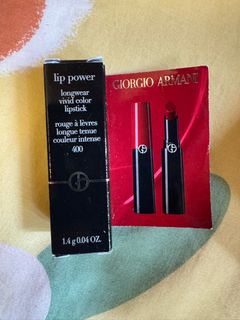 lip power
longwear
vivid color
lipstick
rouge à lèvres
longue tenue
couleur intense
400
1.4 g 0.04 OZ.
GIORGIO ARMANI